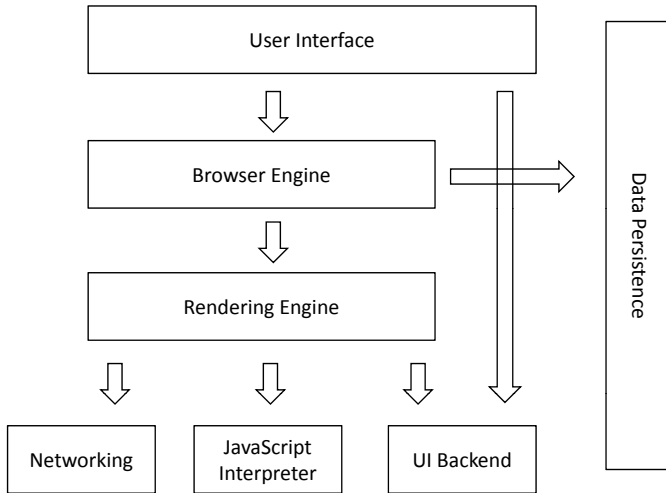 User Interface
Browser Engine
Data Persistence
Rendering Engine
Networking
JavaScript
Interpreter
UI Backend